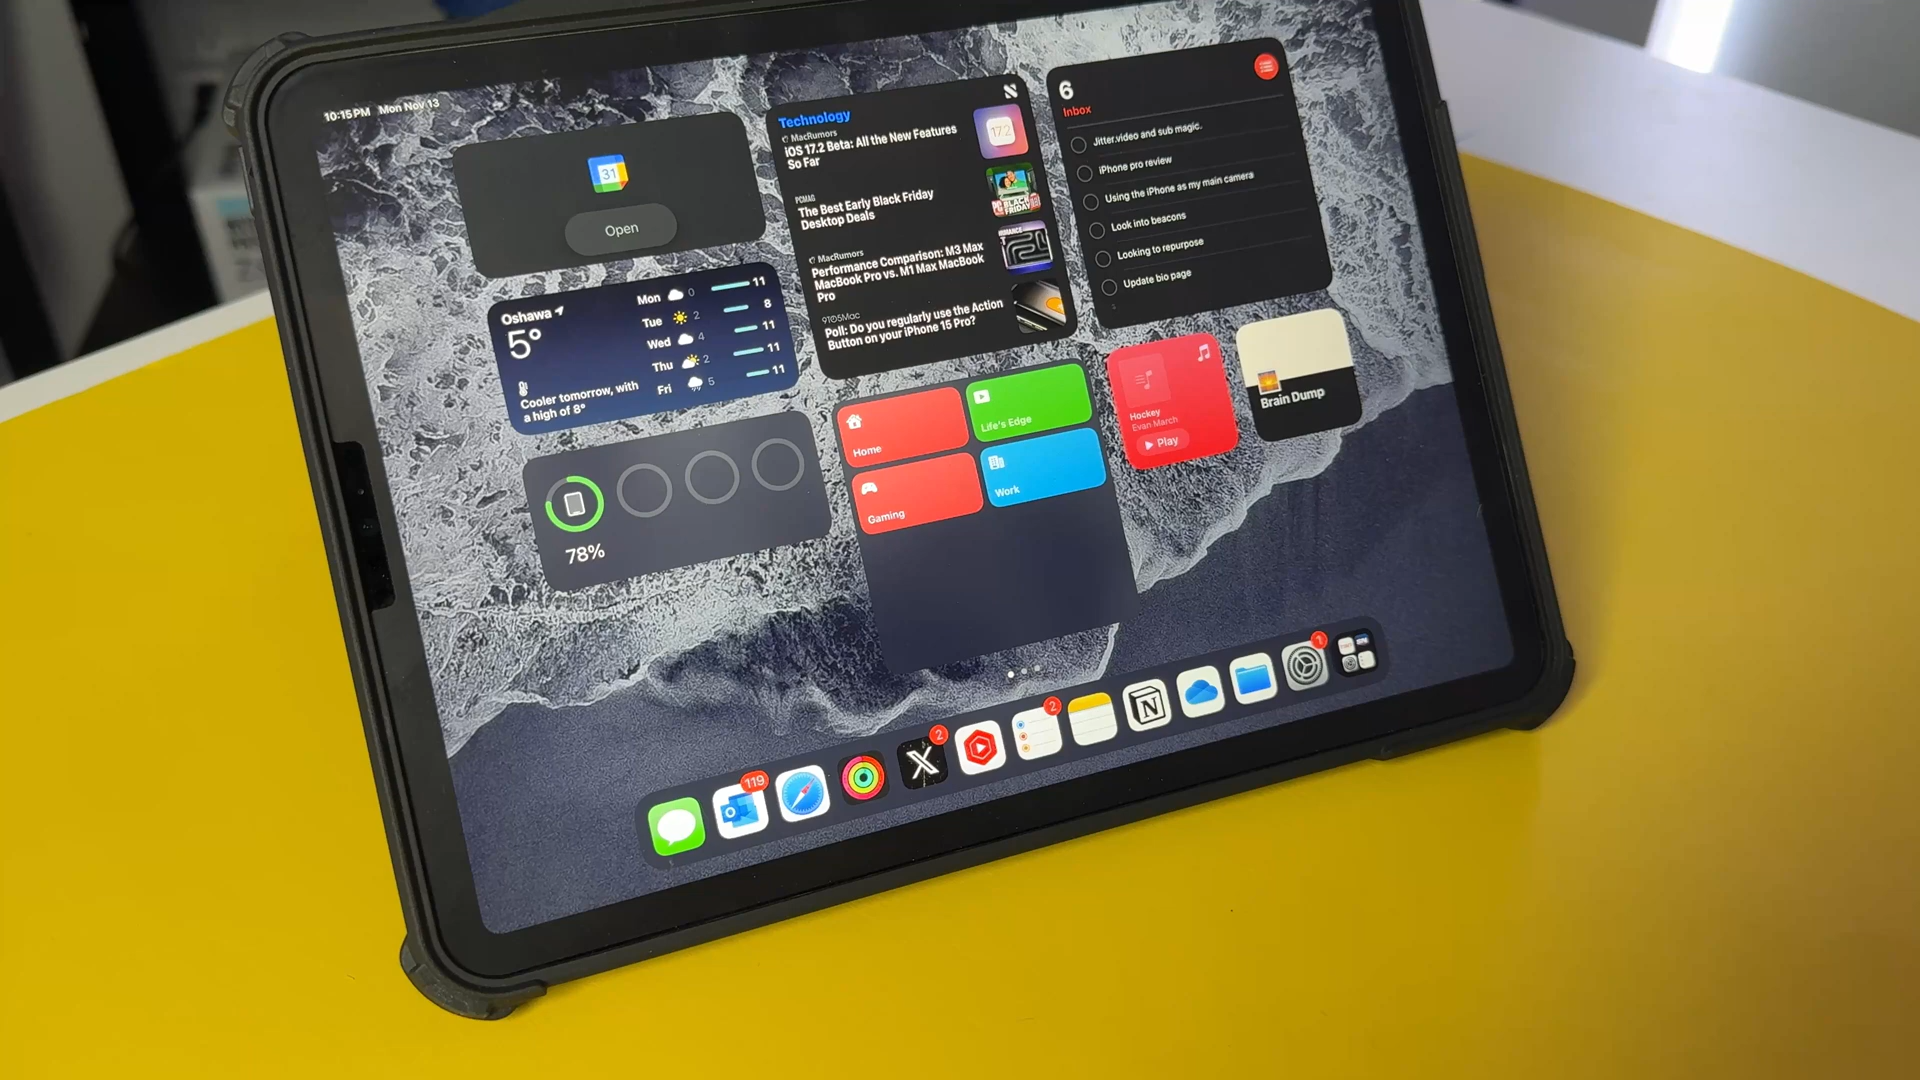 10:15 PM Mon Nov 13
31
Open
Technology
MacRumors
iOS 17.2 Beta: All the New Features
So Far
17.2
PCMAG
The Best Early Black Friday
Desktop Deals
BLACK
FRIDAY
MacRumors
Performance Comparison: M3 Max
MacBook Pro vs. M1 Max MacBook
Pro
9TO5Mac
Poll: Do you regularly use the Action
Button on your iPhone 15 Pro?
6
Inbox
Jitter.video and sub magic.
iPhone pro review
Using the iPhone as my main camera
Look into beacons
Looking to repurpose
Update bio page
Oshawa
5°
Cooler tomorrow, with
a high of 8°
Mon 0 11
Tue 2 8
Wed 4 11
Thu 2 11
Fri 5 11
78%
Home
Life's Edge
Gaming
Work
Hockey
Evan March
Play
Brain Dump
119
2
2
1